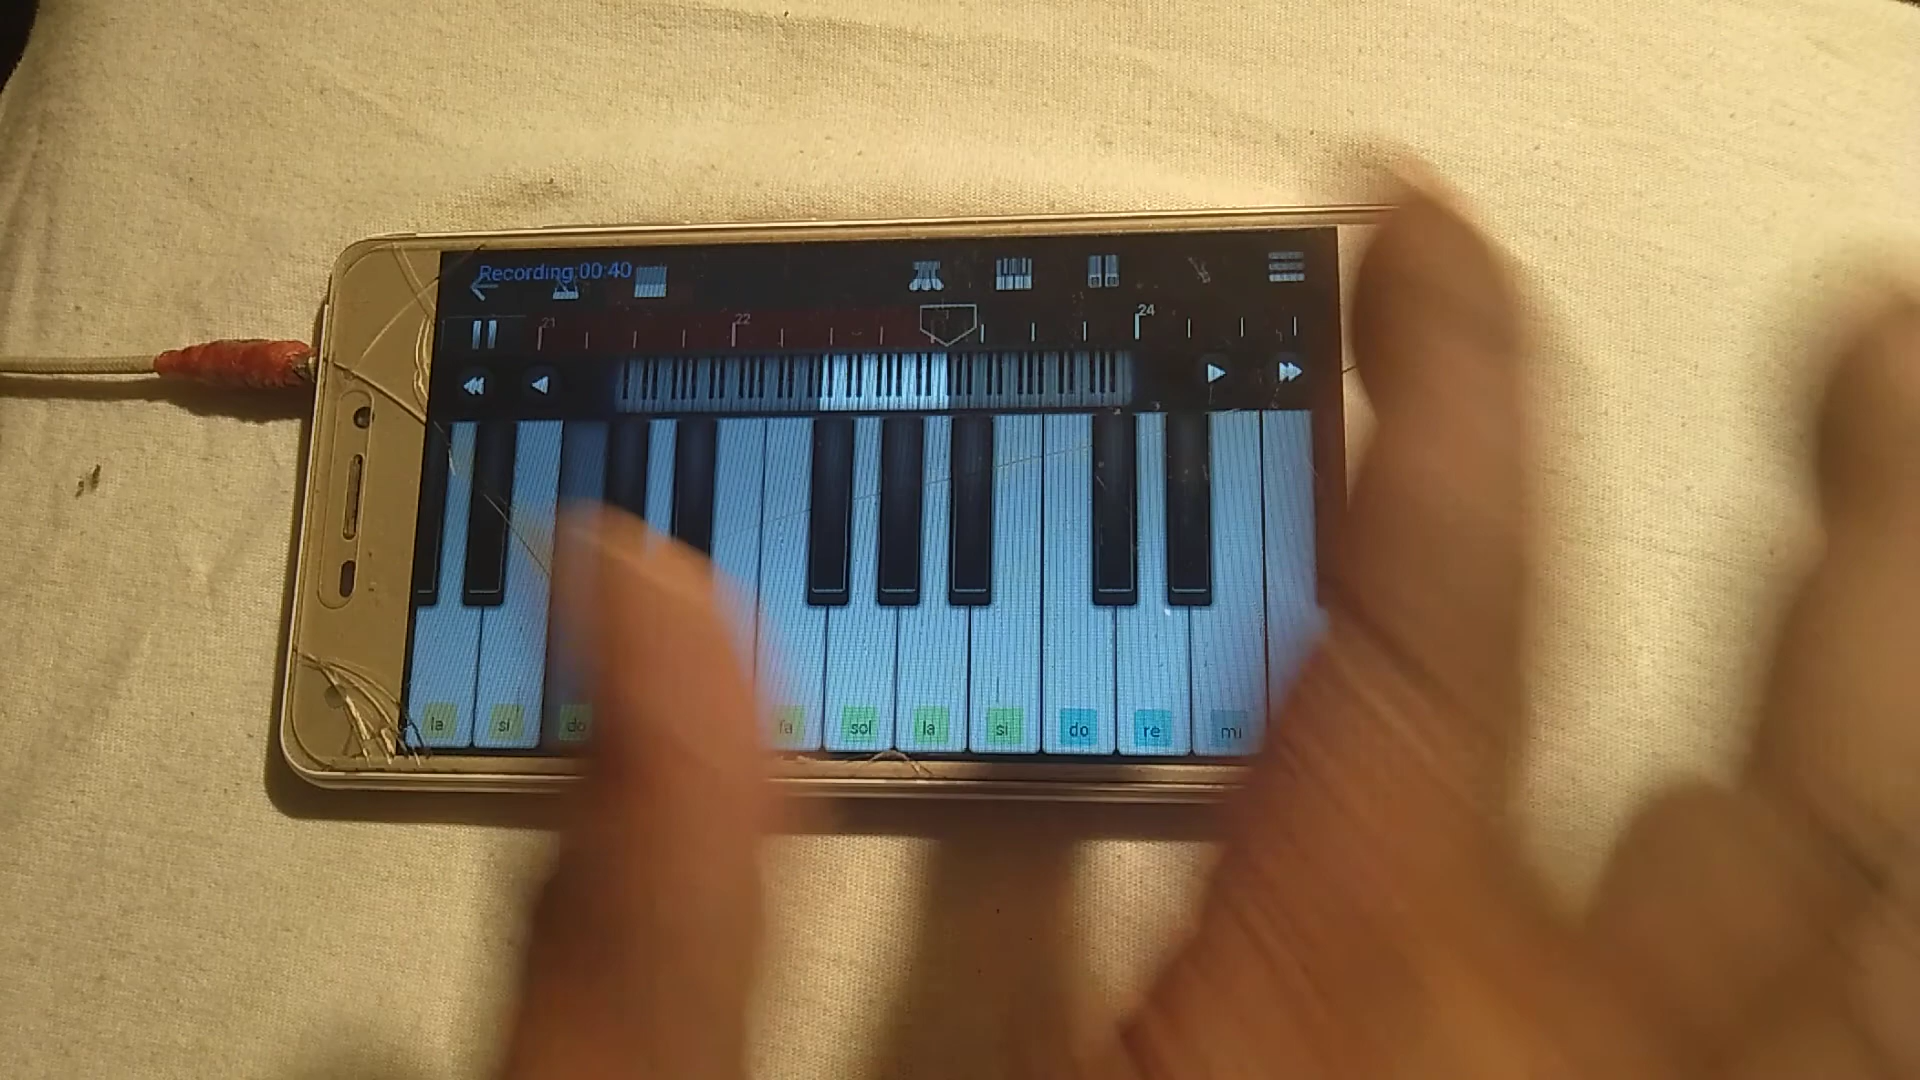 Recording:00:40
21 22 24
la si do fa sol la si do re mi